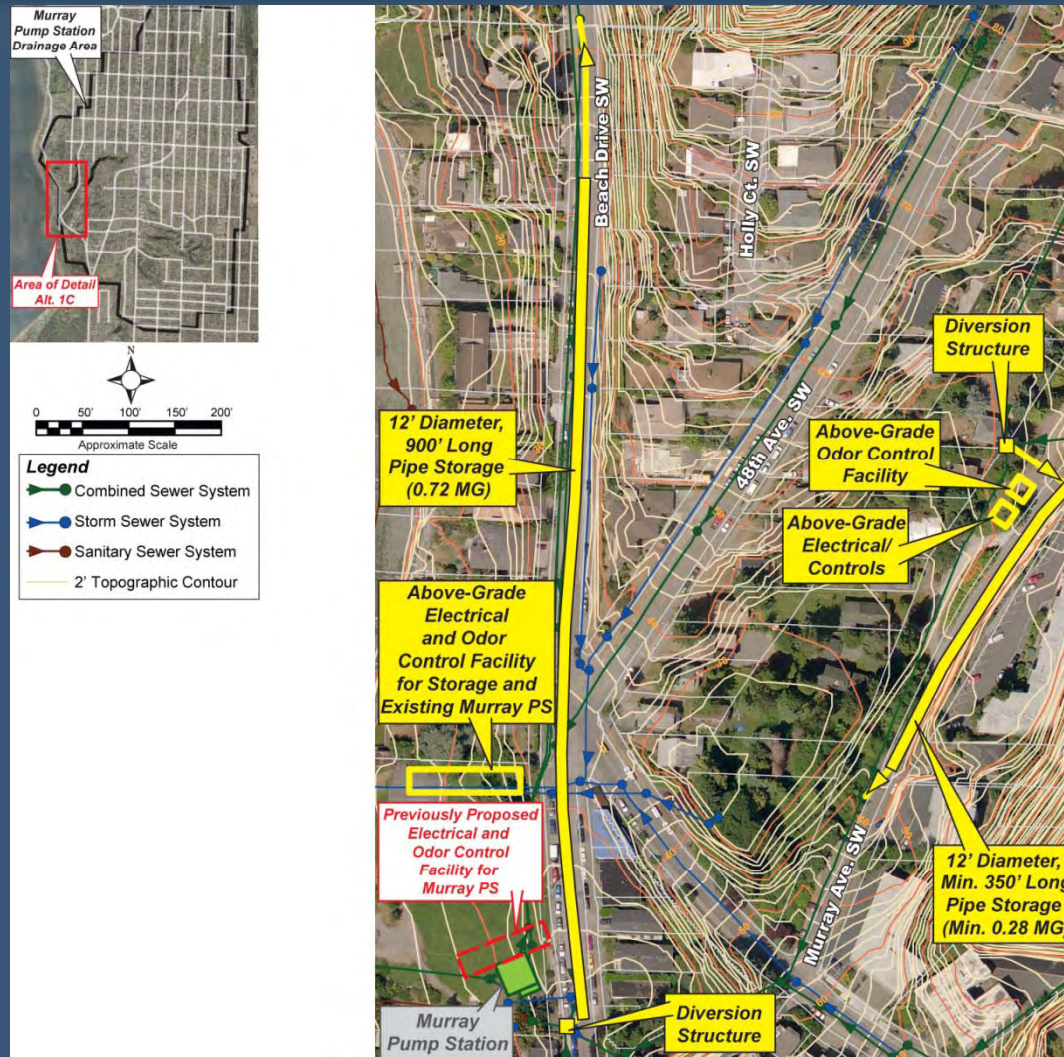 Murray
Pump Station
Drainage Area
Area of Detail
Alt. 1C
N
0 50' 100' 150' 200'
Approximate Scale
Legend
Combined Sewer System
Storm Sewer System
Sanitary Sewer System
2' Topographic Contour
Beach Drive SW
Holly Ct. SW
48th Ave. SW
Murray Ave. SW
12' Diameter,
900' Long
Pipe Storage
(0.72 MG)
Diversion
Structure
Above-Grade
Odor Control
Facility
Above-Grade
Electrical/
Controls
Above-Grade
Electrical
and Odor
Control Facility
for Storage and
Existing Murray PS
Previously Proposed
Electrical and
Odor Control
Facility for
Murray PS
12' Diameter,
Min. 350' Long
Pipe Storage
(Min. 0.28 MG)
Murray
Pump Station
Diversion
Structure